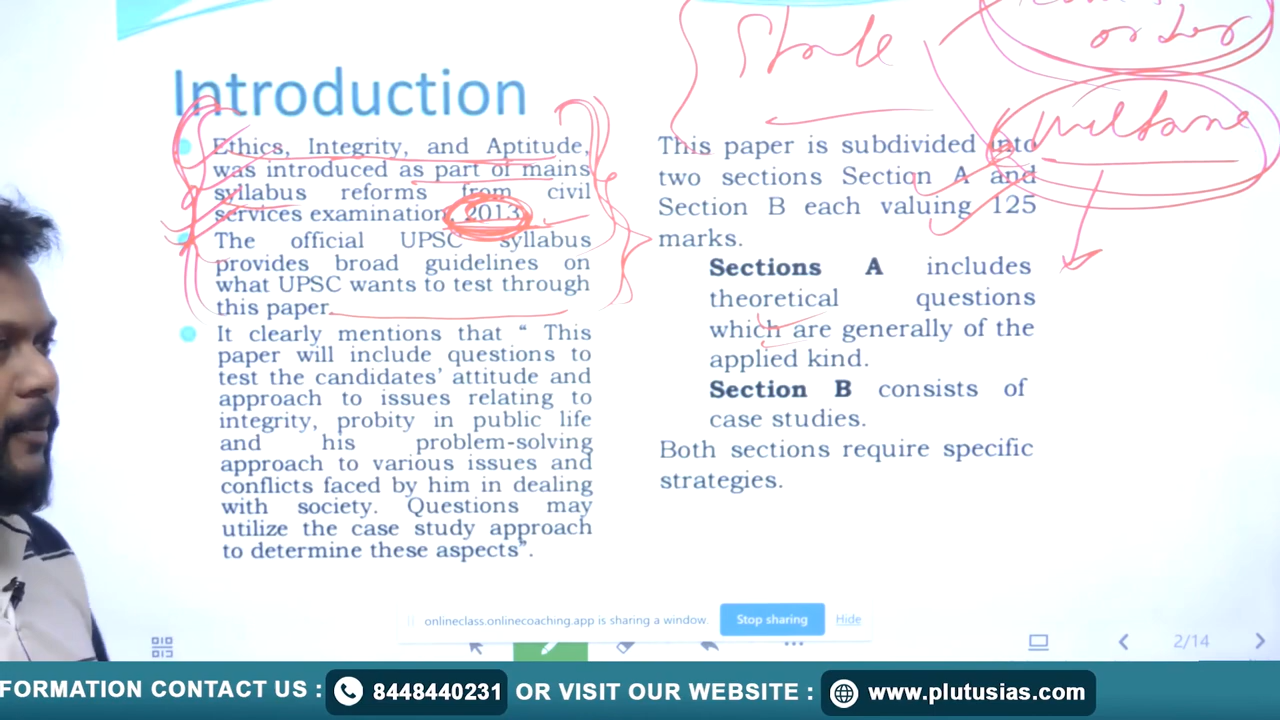 State
order
welfare
Introduction
Ethics, Integrity, and Aptitude,
was introduced as part of mains
syllabus reforms from civil
services examination, 2013.
The official UPSC syllabus
provides broad guidelines on
what UPSC wants to test through
this paper.
It clearly mentions that “ This
paper will include questions to
test the candidates’ attitude and
approach to issues relating to
integrity, probity in public life
and his problem-solving
approach to various issues and
conflicts faced by him in dealing
with society. Questions may
utilize the case study approach
to determine these aspects”.
This paper is subdivided into
two sections Section A and
Section B each valuing 125
marks.
Sections A includes
theoretical questions
which are generally of the
applied kind.
Section B consists of
case studies.
Both sections require specific
strategies.
onlineclass.onlinecoaching.app is sharing a window. Stop sharing Hide
2/14
FORMATION CONTACT US : 8448440231 OR VISIT OUR WEBSITE : www.plutusias.com